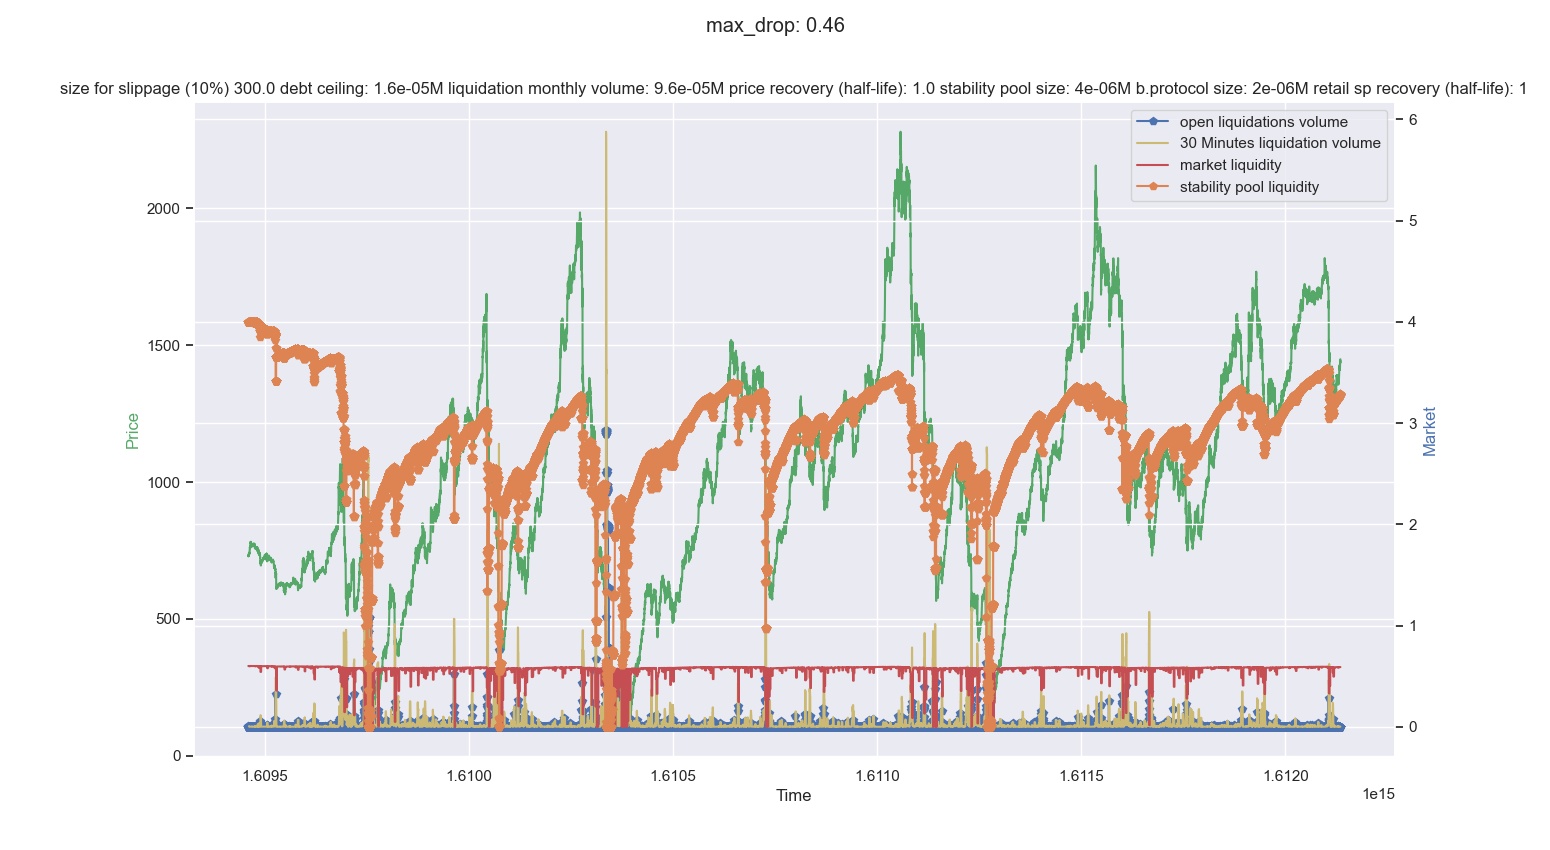 max_drop: 0.46
size for slippage (10%) 300.0 debt ceiling: 1.6e-05M liquidation monthly volume: 9.6e-05M price recovery (half-life): 1.0 stability pool size: 4e-06M b.protocol size: 2e-06M retail sp recovery (half-life): 1
open liquidations volume
30 Minutes liquidation volume
market liquidity
stability pool liquidity
Price
2000
1500
1000
500
0
Market
6
5
4
3
2
1
0
1.6095 1.6100 1.6105 1.6110 1.6115 1.6120
Time
1e15